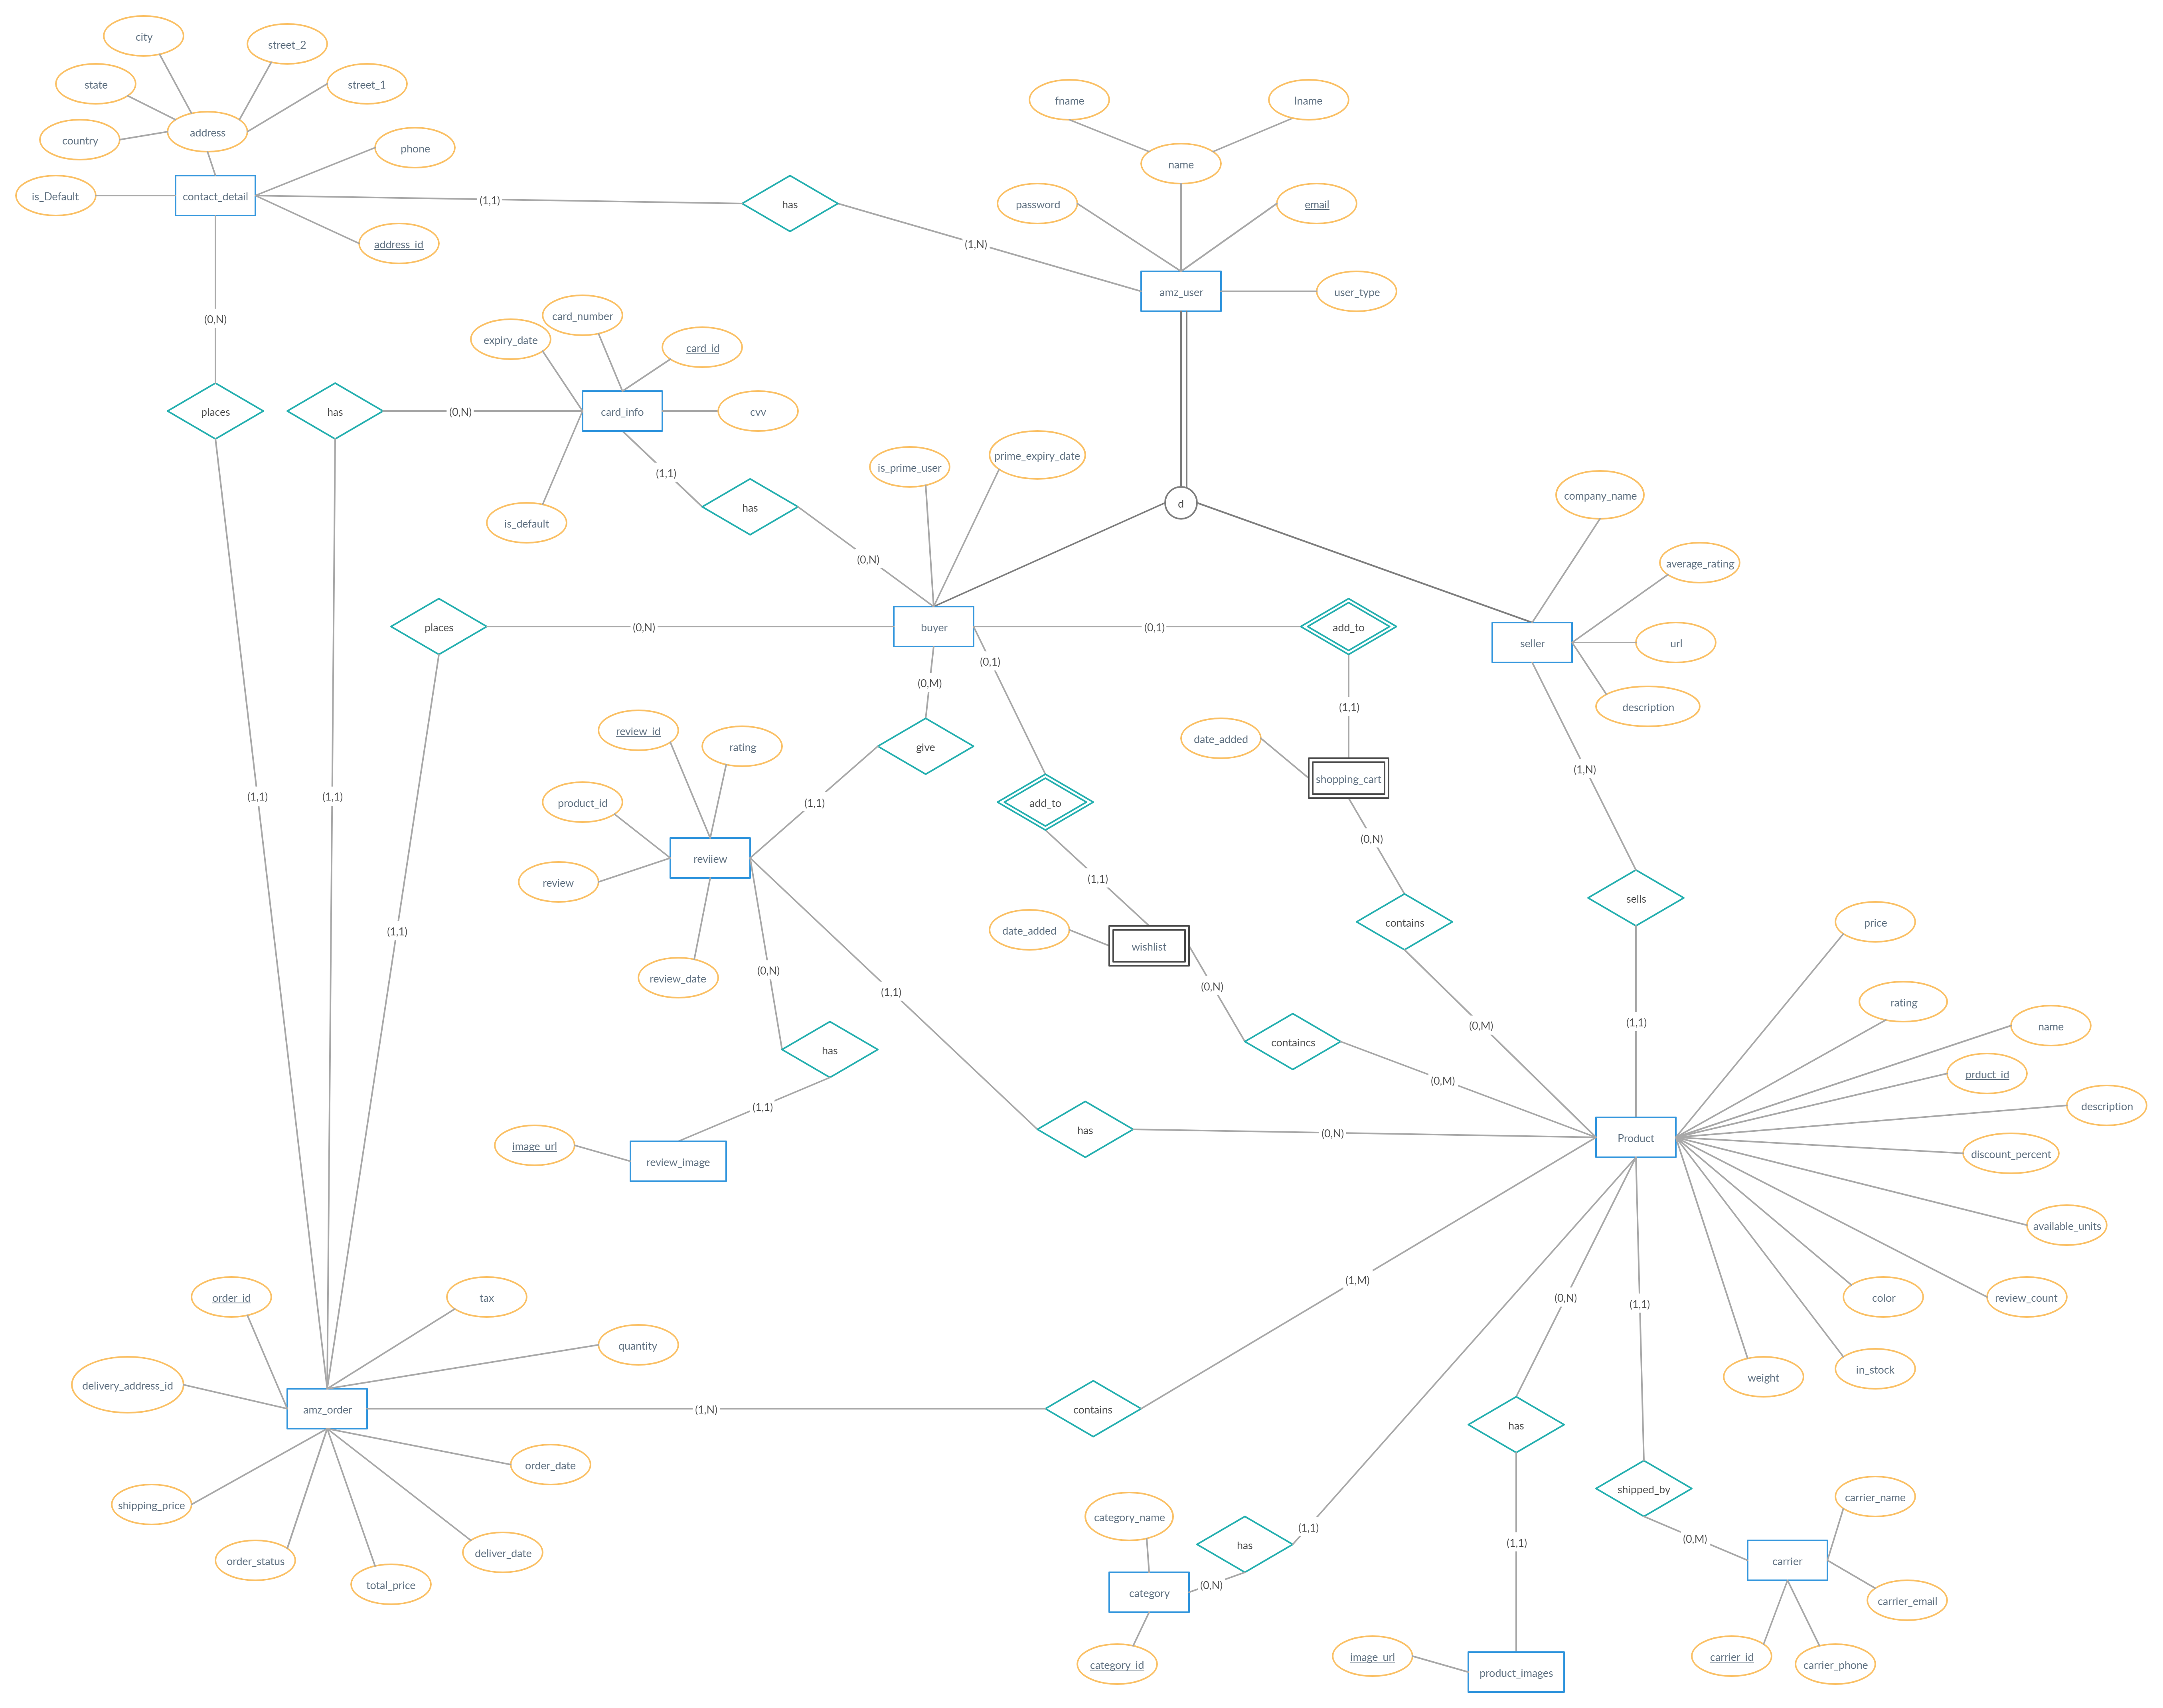 city
street_2
state
street_1
fname
lname
address
country
phone
name
is_Default
contact_detail
(1,1)
has
password
email
address_id
(1,N)
amz_user
user_type
(0,N)
card_number
expiry_date
card_id
places
has
(0,N)
card_info
cvv
is_prime_user
prime_expiry_date
(1,1)
has
is_default
d
company_name
(0,N)
average_rating
places
(0,N)
buyer
(0,1)
add_to
seller
url
(0,1)
(0,M)
(1,1)
description
review_id
rating
give
date_added
(1,N)
shopping_cart
(1,1)
(1,1)
product_id
(1,1)
add_to
(0,N)
reviiew
review
(1,1)
sells
(1,1)
date_added
wishlist
contains
price
review_date
(0,N)
(1,1)
(0,N)
rating
(0,M)
(1,1)
name
has
containcs
prduct_id
(0,M)
(1,1)
description
has
(0,N)
Product
image_url
review_image
discount_percent
available_units
(1,M)
order_id
tax
(0,N)
(1,1)
color
review_count
quantity
delivery_address_id
weight
in_stock
amz_order
(1,N)
contains
has
order_date
shipping_price
shipped_by
carrier_name
category_name
(1,1)
(1,1)
(0,M)
order_status
deliver_date
has
carrier
total_price
(0,N)
category
carrier_email
image_url
carrier_id
category_id
product_images
carrier_phone